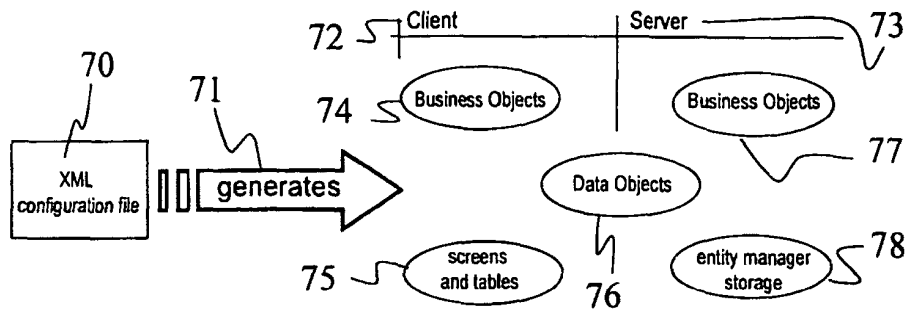 72
Client
Server
73
70
71
74
Business Objects
Business Objects
77
XML
configuration file
generates
Data Objects
75
screens
and tables
76
entity manager
storage
78